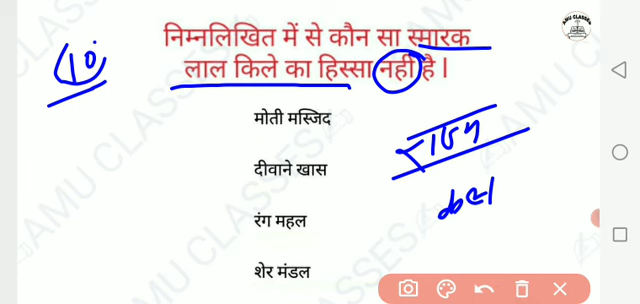 AMU CLASSES
10
निम्नलिखित में से कौन सा स्मारक
लाल किले का हिस्सा नही है।
मोती मस्जिद
दीवाने खास
रंग महल
शेर मंडल